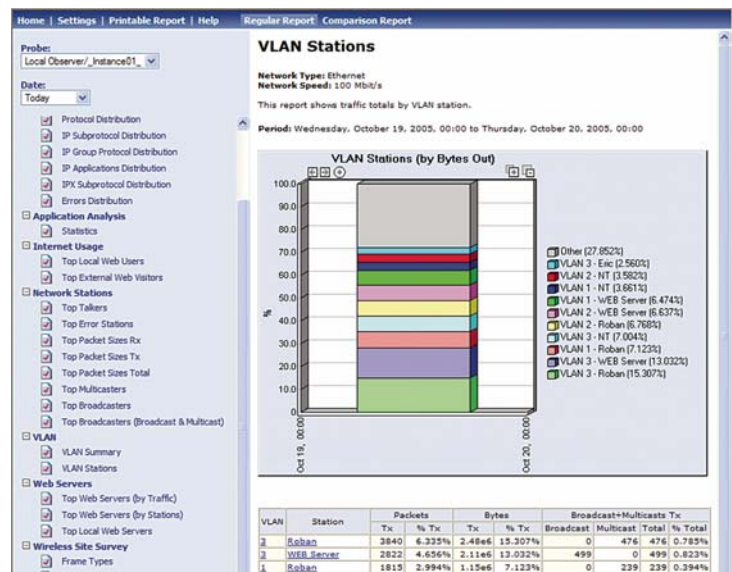 Home | Settings | Printable Report | Help Regular Report Comparison Report
Probe:
Local Observer/_Instance01_
Date:
Today
Protocol Distribution
IP Subprotocol Distribution
IP Group Protocol Distribution
IP Applications Distribution
IPX Subprotocol Distribution
Errors Distribution
Application Analysis
Statistics
Internet Usage
Top Local Web Users
Top External Web Visitors
Network Stations
Top Talkers
Top Error Stations
Top Packet Sizes Rx
Top Packet Sizes Tx
Top Packet Sizes Total
Top Multicasters
Top Broadcasters
Top Broadcasters (Broadcast & Multicast)
VLAN
VLAN Summary
VLAN Stations
Web Servers
Top Web Servers (by Traffic)
Top Web Servers (by Stations)
Top Local Web Servers
Wireless Site Survey
Frame Types
VLAN Stations
Network Type: Ethernet
Network Speed: 100 Mbit/s
This report shows traffic totals by VLAN station.
Period: Wednesday, October 19, 2005, 00:00 to Thursday, October 20, 2005, 00:00
VLAN Stations (by Bytes Out)
100.0
90.0
80.0
70.0
60.0
50.0
40.0
30.0
20.0
10.0
0
%
Oct 19, 00:00
Oct 20, 00:00
Other (27.852%)
VLAN 3 - Eric (2.560%)
VLAN 2 - NT (3.582%)
VLAN 1 - NT (3.661%)
VLAN 1 - WEB Server (6.474%)
VLAN 2 - WEB Server (6.637%)
VLAN 2 - Roban (6.768%)
VLAN 3 - NT (7.004%)
VLAN 1 - Roban (7.123%)
VLAN 3 - WEB Server (13.032%)
VLAN 3 - Roban (15.307%)
VLAN Station Packets Bytes Broadcast+Multicasts Tx
Tx % Tx Tx % Tx Broadcast Multicast Total % Total
3 Roban 3840 6.335% 2.48e6 15.307% 0 476 476 0.785%
3 WEB Server 2822 4.656% 2.11e6 13.032% 499 0 499 0.823%
1 Roban 1815 2.994% 1.15e6 7.123% 0 239 239 0.394%